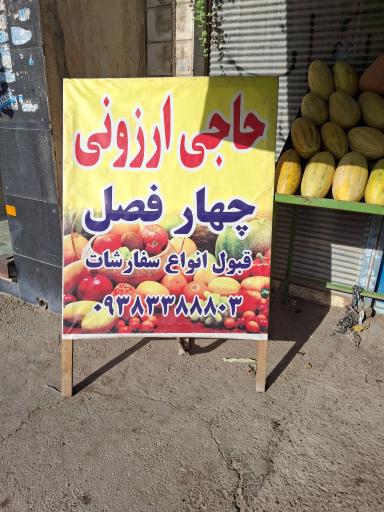 حاجی ارزونی
چهار فصل
قبول انواع سفارشات
۰۹۳۸۳۳۸۸۸۰۳